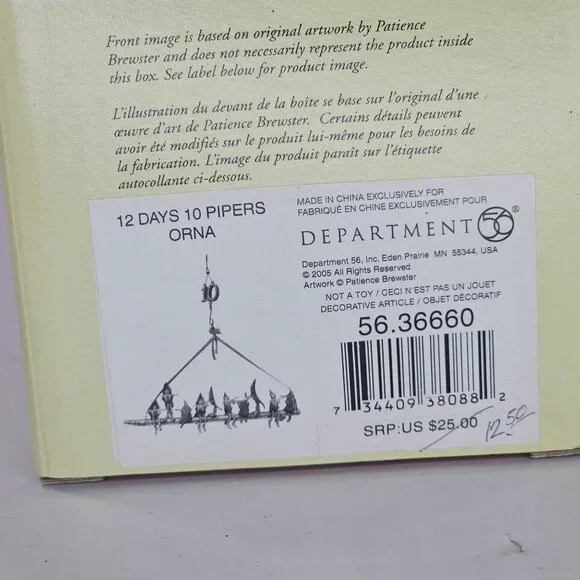 Front image is based on original artwork by Patience
Brewster and does not necessarily represent the product inside
this box. See label below for product image.
L'illustration du devant de la boîte se base sur l'original d'une
œuvre d'art de Patience Brewster. Certains détails peuvent
avoir été modifiés sur le produit lui-même pour les besoins de
la fabrication. L'image du produit paraît sur l'étiquette
autocollante ci-dessous.
12 DAYS 10 PIPERS
ORNA
10
MADE IN CHINA EXCLUSIVELY FOR
FABRIQUÉ EN CHINE EXCLUSIVEMENT POUR
DEPARTMENT 56®
Department 56, Inc. Eden Prairie MN 55344, USA
© 2005 All Rights Reserved
Artwork © Patience Brewster
NOT A TOY / CECI N'EST PAS UN JOUET
DECORATIVE ARTICLE / OBJET DÉCORATIF
56.36660
7 34409 38088 2
SRP:US $25.00
12.50